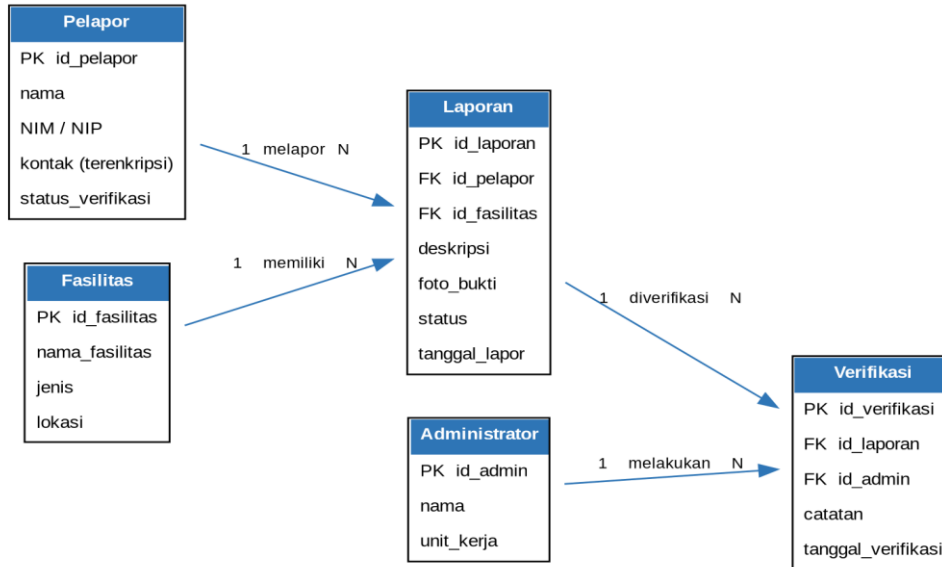 Pelapor
PK id_pelapor
nama
NIM / NIP
kontak (terenkripsi)
status_verifikasi
1 melapor N
Laporan
PK id_laporan
FK id_pelapor
FK id_fasilitas
deskripsi
foto_bukti
status
tanggal_lapor
Fasilitas
PK id_fasilitas
nama_fasilitas
jenis
lokasi
1 memiliki N
1 diverifikasi N
Administrator
PK id_admin
nama
unit_kerja
1 melakukan N
Verifikasi
PK id_verifikasi
FK id_laporan
FK id_admin
catatan
tanggal_verifikasi